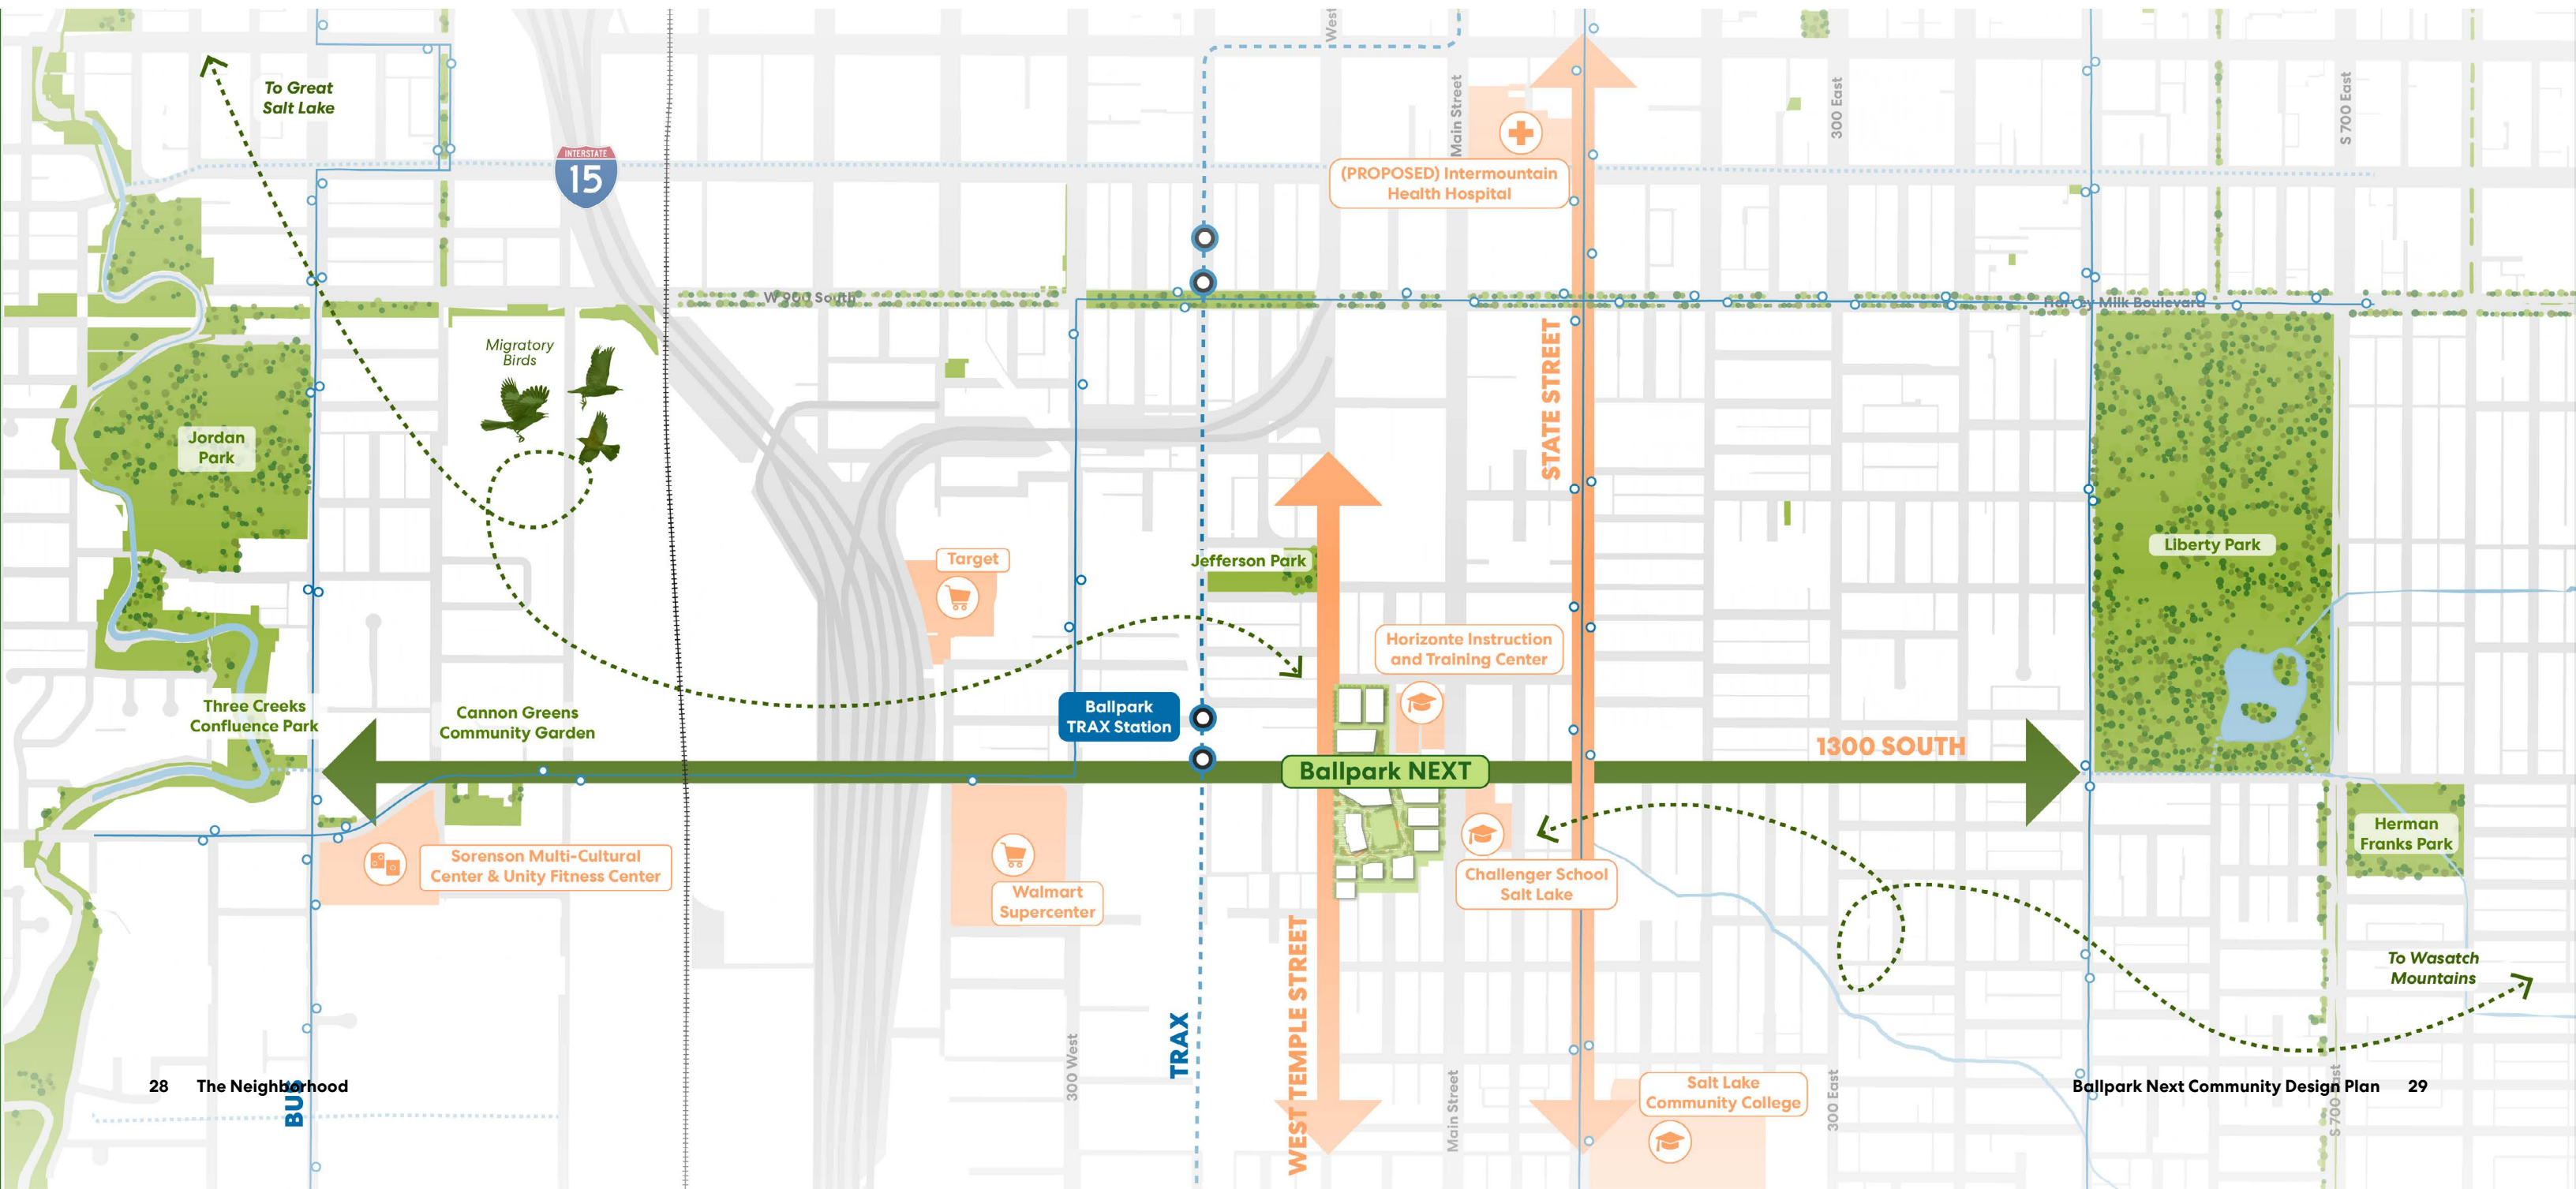 To Great
Salt Lake
INTERSTATE
15
West
Main Street
300 East
S 700 East
(PROPOSED) Intermountain
Health Hospital
W 900 South
Harvey Milk Boulevard
Migratory
Birds
STATE STREET
Jordan
Park
Target
Jefferson Park
Liberty Park
Horizonte Instruction
and Training Center
Three Creeks
Confluence Park
Cannon Greens
Community Garden
Ballpark
TRAX Station
1300 SOUTH
Ballpark NEXT
Herman
Franks Park
Sorenson Multi-Cultural
Center & Unity Fitness Center
Walmart
Supercenter
Challenger School
Salt Lake
To Wasatch
Mountains
WEST TEMPLE STREET
TRAX
300 West
Main Street
300 East
S 700 East
Salt Lake
Community College
BUS
28 The Neighborhood
Ballpark Next Community Design Plan 29